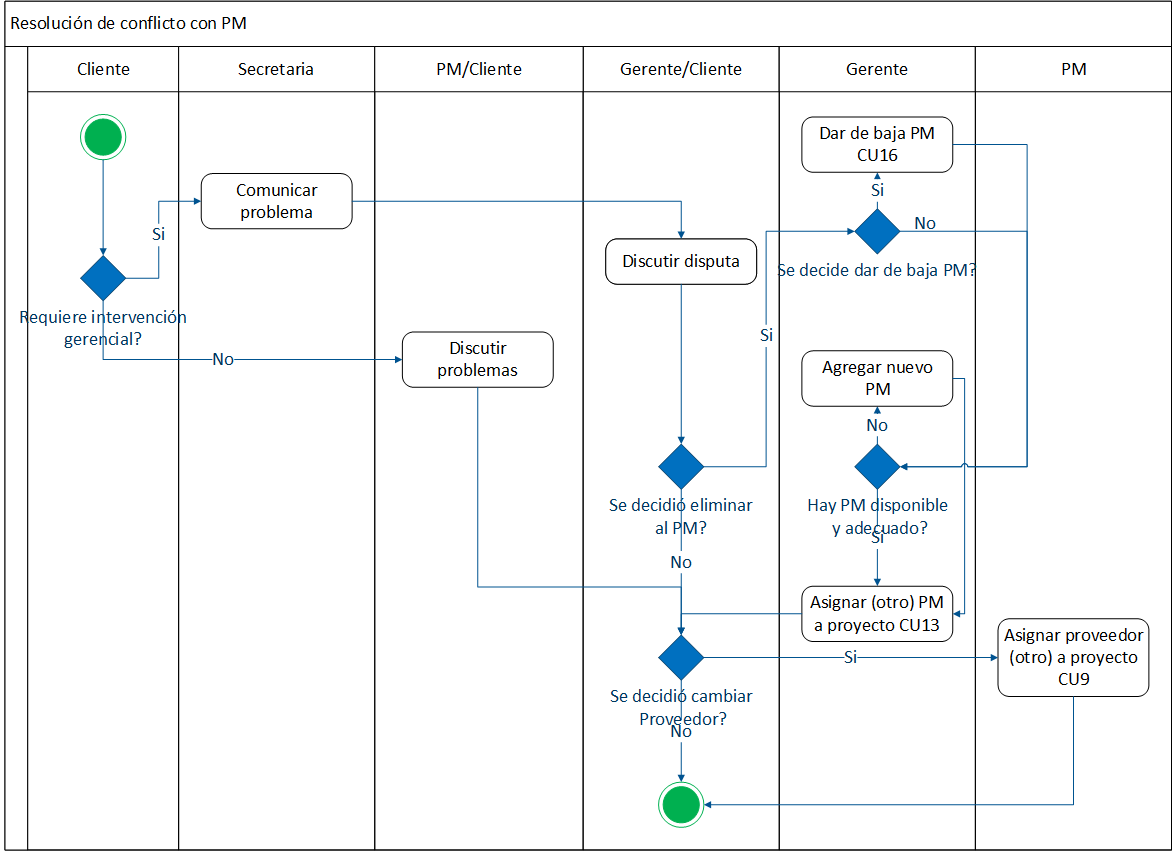 Resolución de conflicto con PM
Cliente
Secretaria
PM/Cliente
Gerente/Cliente
Gerente
PM
Dar de baja PM
CU16
Si
Comunicar
problema
Si
No
Discutir disputa
Se decide dar de baja PM?
Requiere intervención
gerencial?
Si
No
Discutir
problemas
Agregar nuevo
PM
No
Se decidió eliminar
al PM?
Hay PM disponible
y adecuado?
Si
No
Asignar (otro) PM
a proyecto CU13
Asignar proveedor
(otro) a proyecto
CU9
Si
Se decidió cambiar
Proveedor?
No